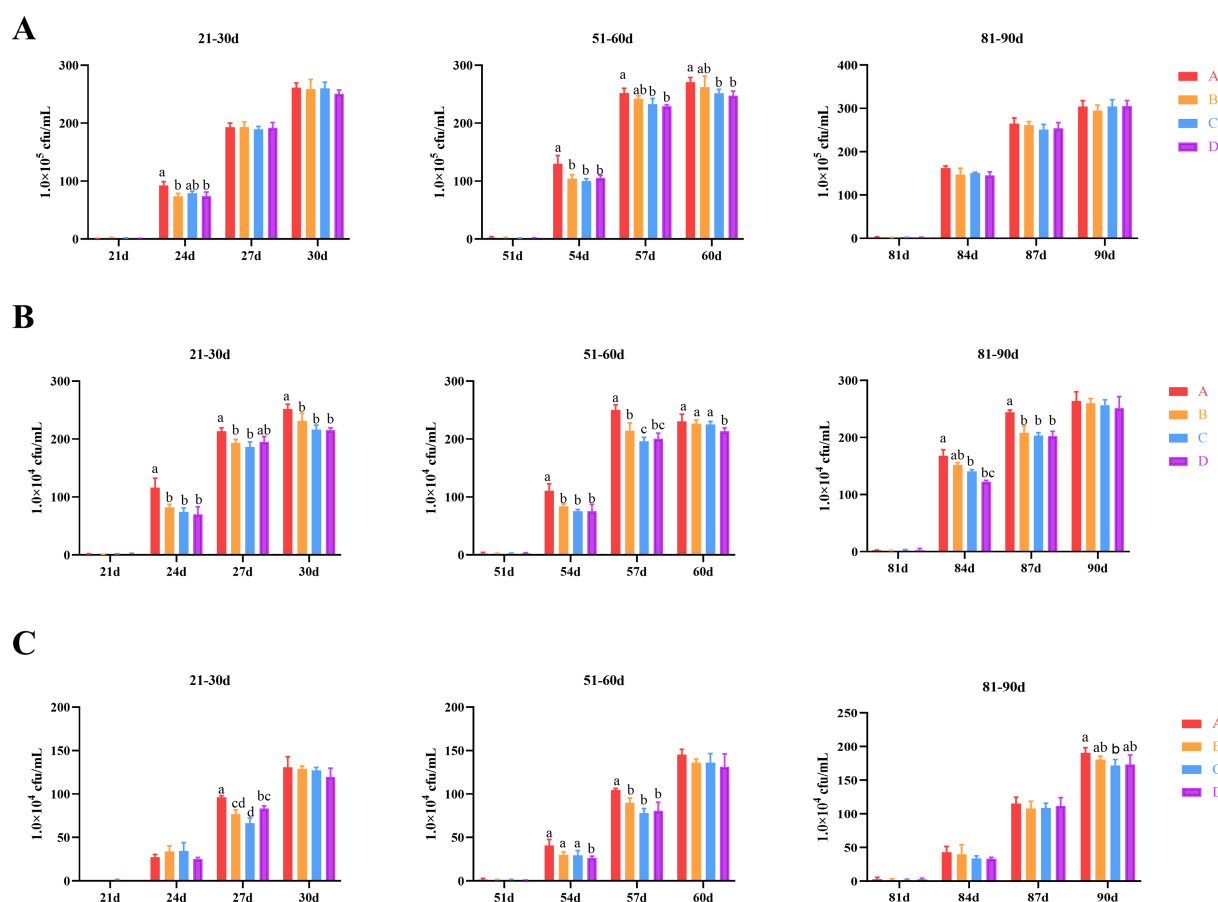 A
21-30d
51-60d
81-90d
1.0×10⁵ cfu/mL
300
200
100
0
a
b
ab
b
21d
24d
27d
30d
1.0×10⁵ cfu/mL
300
200
100
0
a
b
b
b
a
ab
b
b
a
ab
b
b
51d
54d
57d
60d
1.0×10⁵ cfu/mL
400
300
200
100
0
81d
84d
87d
90d
A
B
C
D
B
21-30d
51-60d
81-90d
1.0×10⁴ cfu/mL
300
200
100
0
a
b
b
b
a
b
b
ab
a
b
b
b
21d
24d
27d
30d
1.0×10⁴ cfu/mL
300
200
100
0
a
b
b
b
a
b
c
bc
a
a
a
b
51d
54d
57d
60d
1.0×10⁴ cfu/mL
300
200
100
0
a
ab
b
bc
a
b
b
b
81d
84d
87d
90d
A
B
C
D
C
21-30d
51-60d
81-90d
1.0×10⁴ cfu/mL
200
150
100
50
0
a
cd
d
bc
21d
24d
27d
30d
1.0×10⁴ cfu/mL
200
150
100
50
0
a
a
a
b
a
b
b
b
51d
54d
57d
60d
1.0×10⁴ cfu/mL
250
200
150
100
50
0
a
ab
b
ab
81d
84d
87d
90d